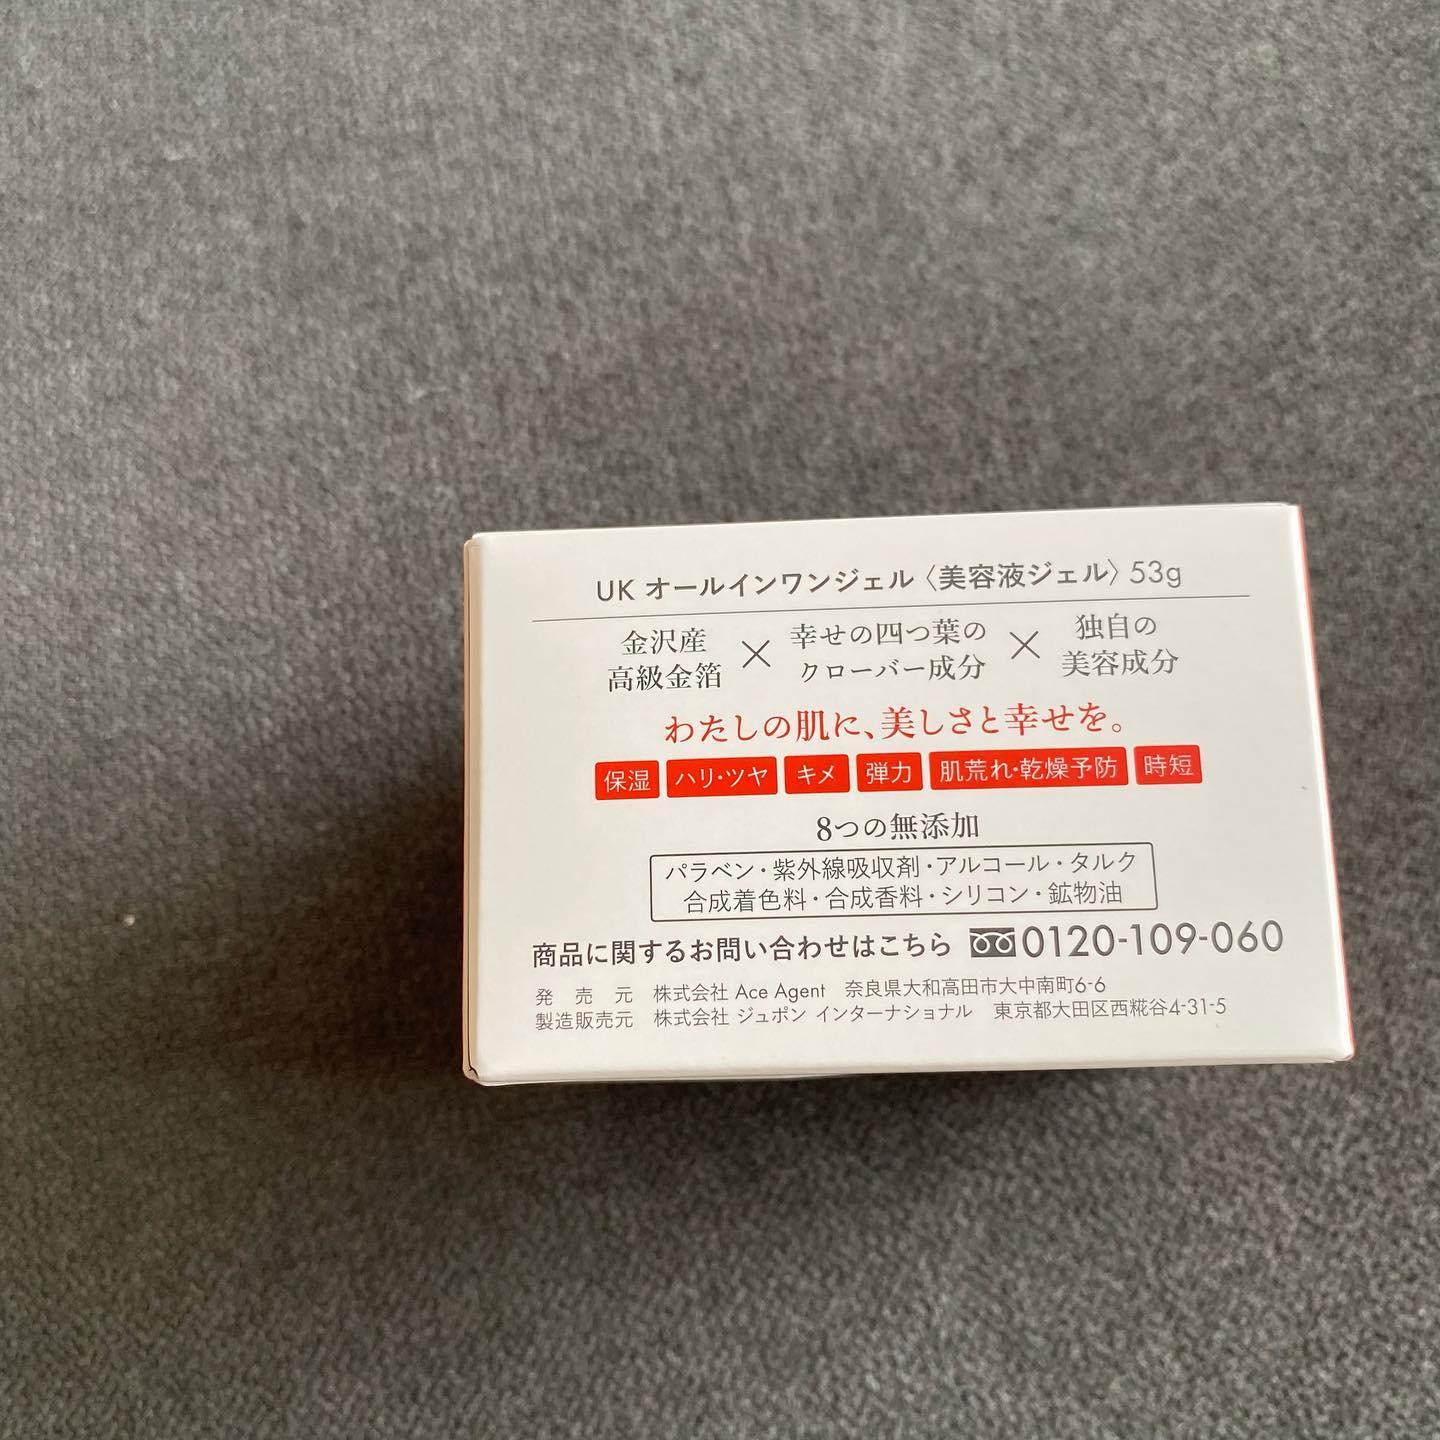 UK オールインワンジェル〈美容液ジェル〉53g
金沢産 高級金箔 × 幸せの四つ葉の クローバー成分 × 独自の 美容成分
わたしの肌に、美しさと幸せを。
保湿 ハリ・ツヤ キメ 弾力 肌荒れ・乾燥予防 時短
8つの無添加
パラベン・紫外線吸収剤・アルコール・タルク
合成着色料・合成香料・シリコン・鉱物油
商品に関するお問い合わせはこちら 0120-109-060
発売元 株式会社 Ace Agent 奈良県大和高田市大中南町6-6
製造販売元 株式会社 ジュポン インターナショナル 東京都大田区西糀谷4-31-5